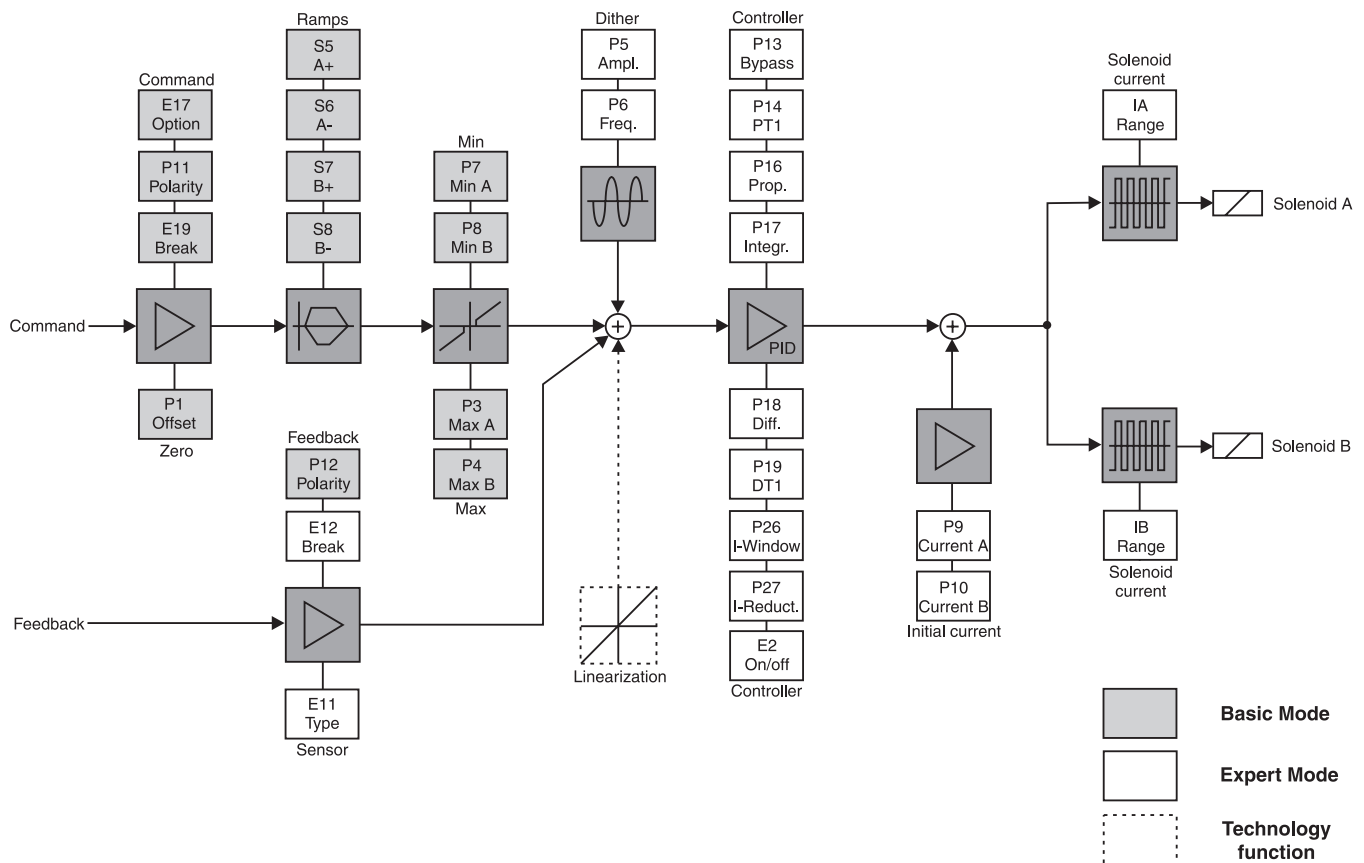 Ramps
S5
A+
S6
A-
S7
B+
S8
B-
Command
E17
Option
P11
Polarity
E19
Break
Command
P1
Offset
Zero
Min
P7
Min A
P8
Min B
P3
Max A
P4
Max B
Max
Dither
P5
Ampl.
P6
Freq.
+
Controller
P13
Bypass
P14
PT1
P16
Prop.
P17
Integr.
PID
P18
Diff.
P19
DT1
P26
I-Window
P27
I-Reduct.
E2
On/off
Controller
Feedback
P12
Polarity
E12
Break
Feedback
E11
Type
Sensor
Linearization
+
P9
Current A
P10
Current B
Initial current
Solenoid
current
IA
Range
Solenoid A
Solenoid B
IB
Range
Solenoid
current
Basic Mode
Expert Mode
Technology
function